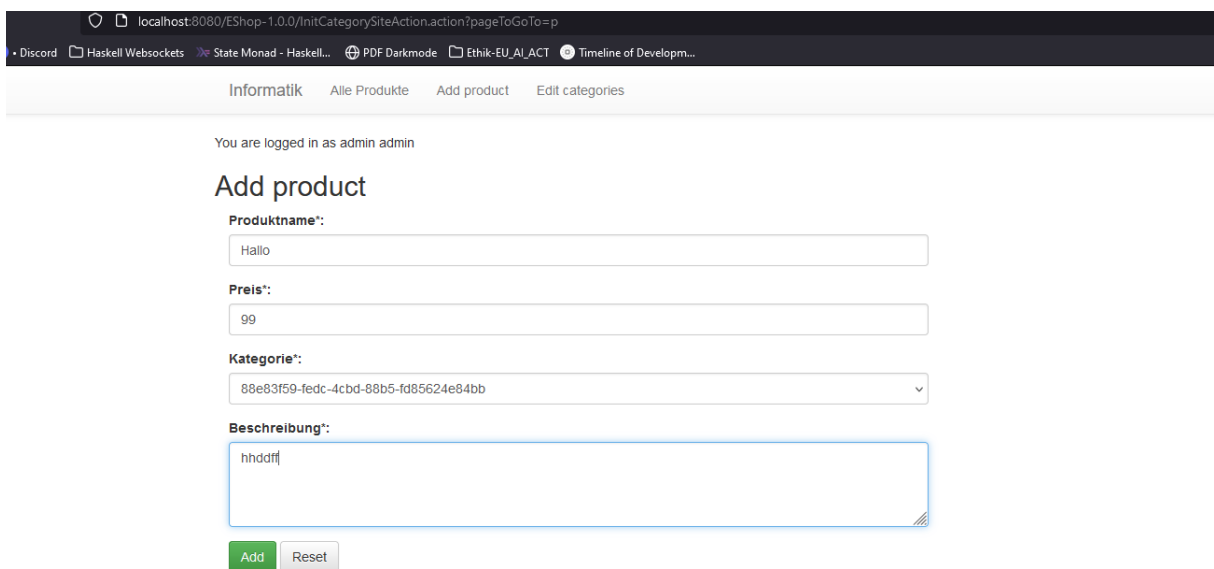 localhost:8080/EShop-1.0.0/InitCategorySiteAction.action?pageToGoTo=p
• Discord Haskell Websockets State Monad - Haskell... PDF Darkmode Ethik-EU_AI_ACT Timeline of Developm...
Informatik Alle Produkte Add product Edit categories
You are logged in as admin admin
Add product
Produktname*:
Hallo
Preis*:
99
Kategorie*:
88e83f59-fedc-4cbd-88b5-fd85624e84bb
Beschreibung*:
hhddff
Add Reset